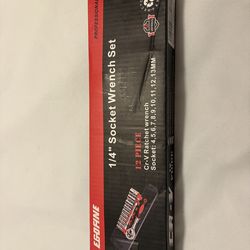 PROFESSIONAL
1/4" Socket Wrench Set
12 PIECE
Cr-V Ratchet wrench
Socket: 4,5,6,7,8,9,10,11,12,13MM
EGOFINE